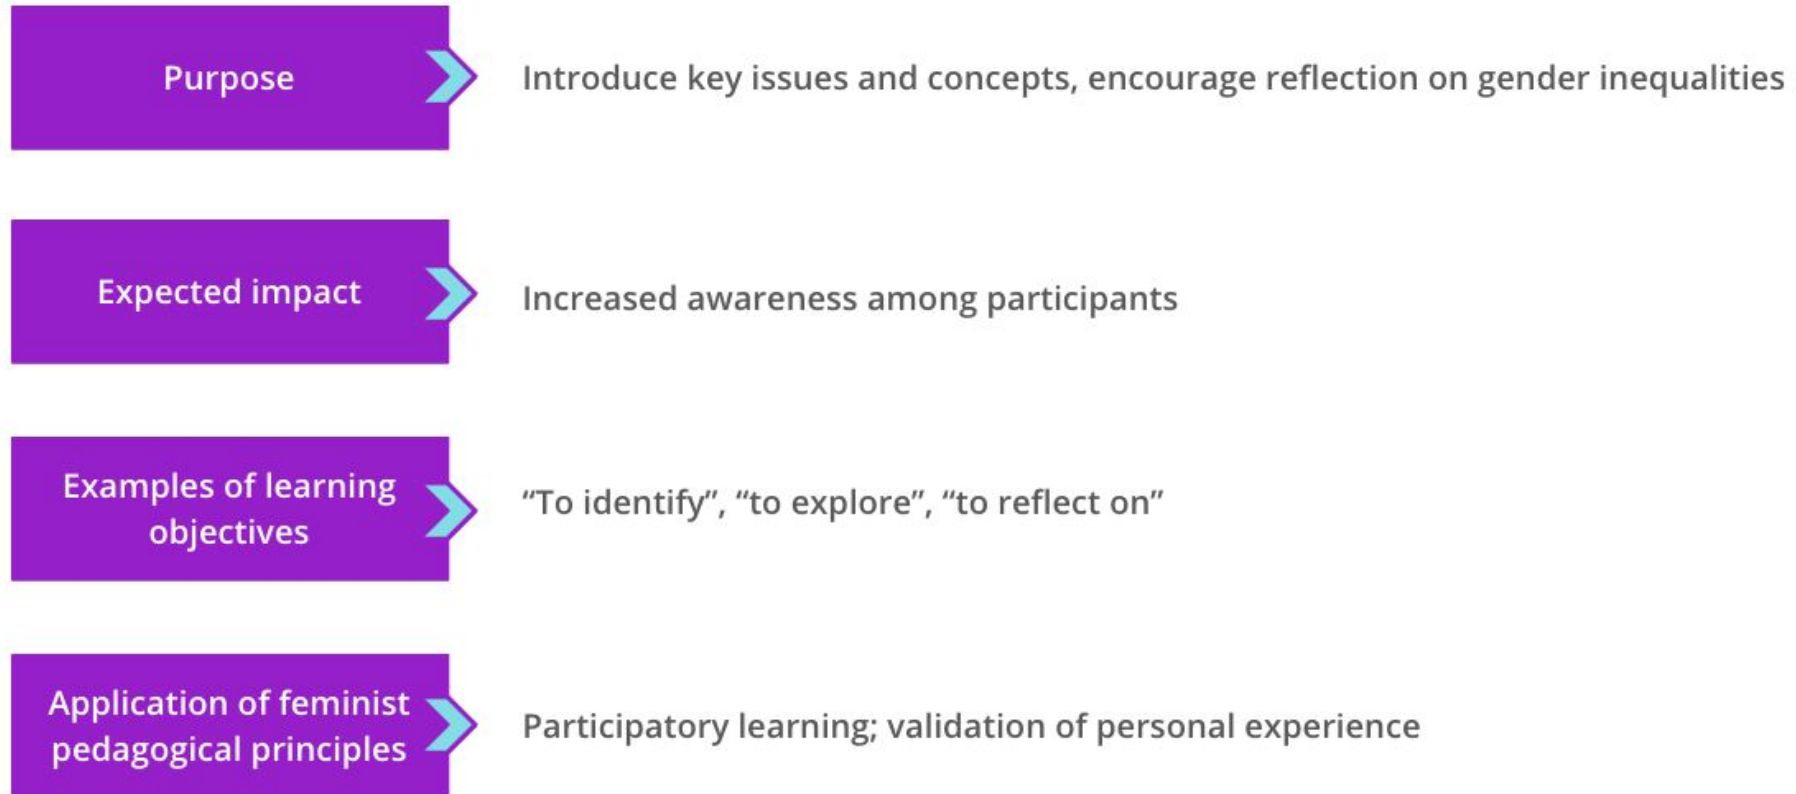 Purpose
Introduce key issues and concepts, encourage reflection on gender inequalities
Expected impact
Increased awareness among participants
Examples of learning
objectives
“To identify”, “to explore”, “to reflect on”
Application of feminist
pedagogical principles
Participatory learning; validation of personal experience